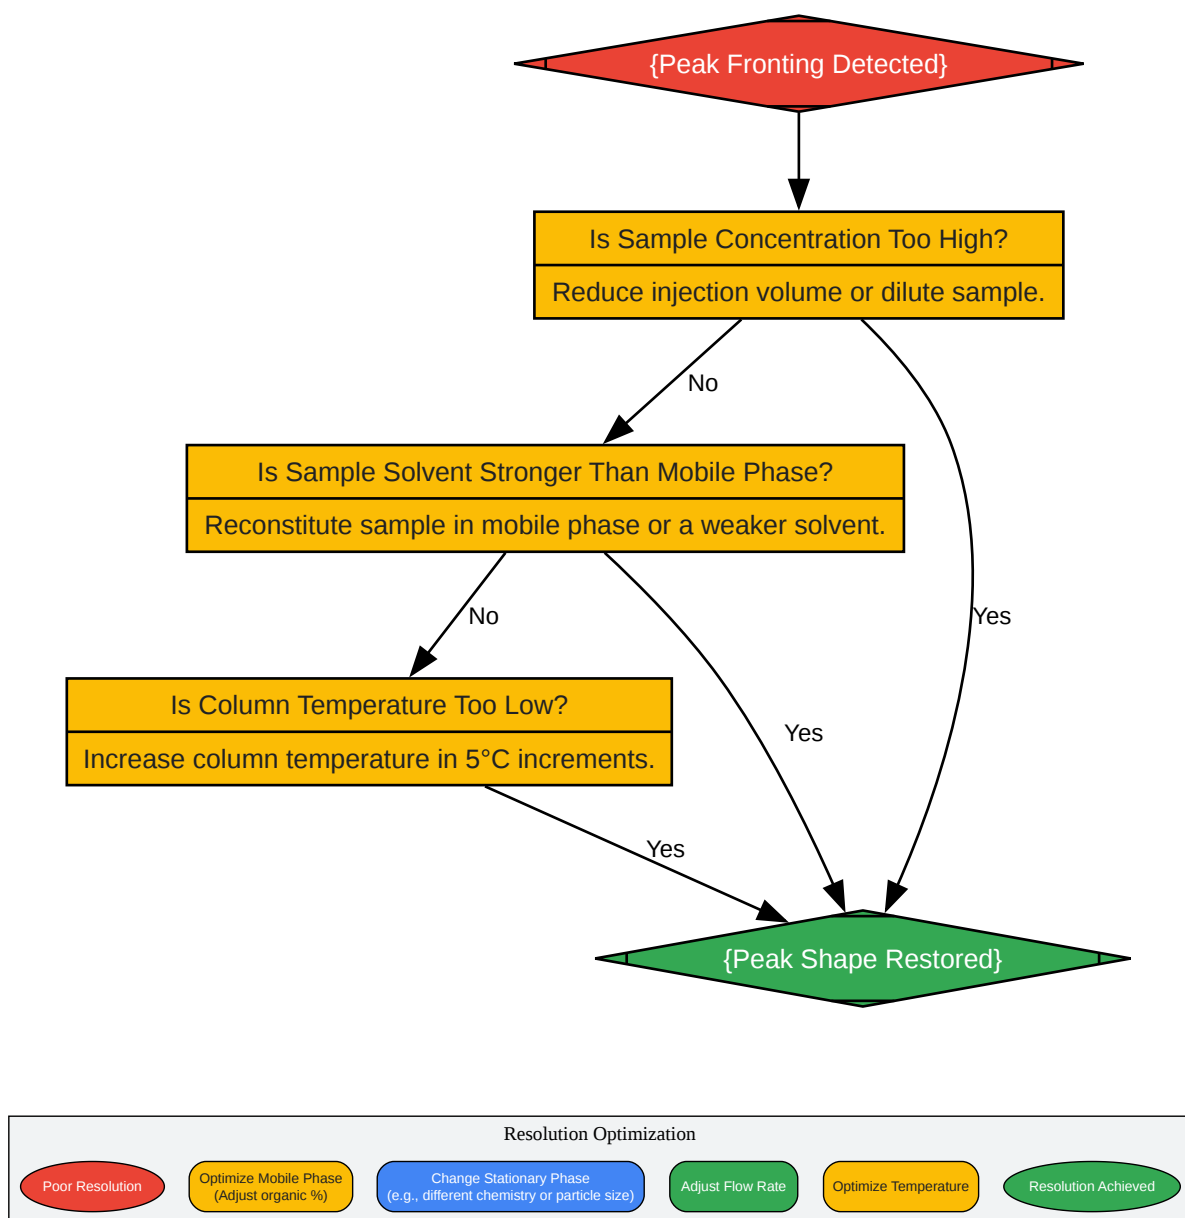 {Peak Fronting Detected}
Is Sample Concentration Too High?
Reduce injection volume or dilute sample.
No
Is Sample Solvent Stronger Than Mobile Phase?
Reconstitute sample in mobile phase or a weaker solvent.
No
Yes
Is Column Temperature Too Low?
Increase column temperature in 5°C increments.
Yes
Yes
{Peak Shape Restored}
Resolution Optimization
Poor Resolution
Optimize Mobile Phase
(Adjust organic %)
Change Stationary Phase
(e.g., different chemistry or particle size)
Adjust Flow Rate
Optimize Temperature
Resolution Achieved